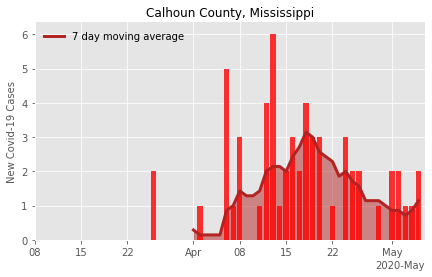 Calhoun County, Mississippi
7 day moving average
New Covid-19 Cases
6
5
4
3
2
1
0
08 15 22 Apr 08 15 22 May
2020-May